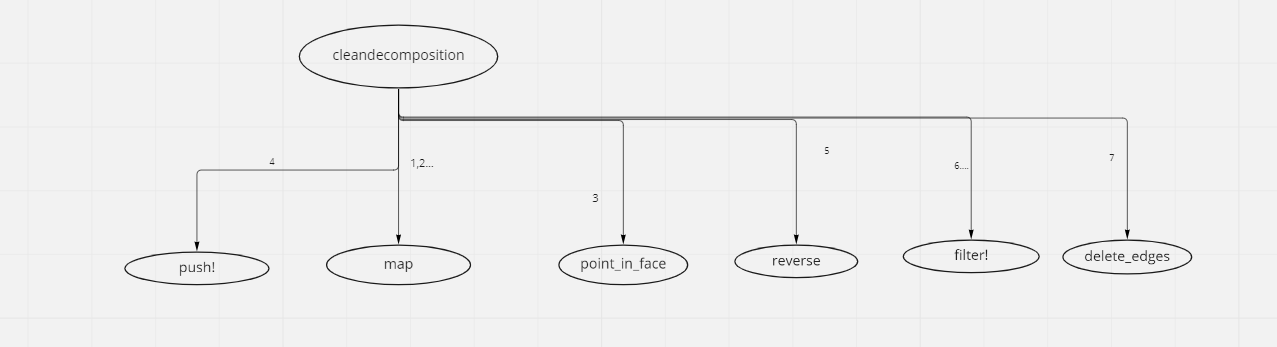 cleandecomposition
4
1,2...
3
5
6....
7
push!
map
point_in_face
reverse
filter!
delete_edges